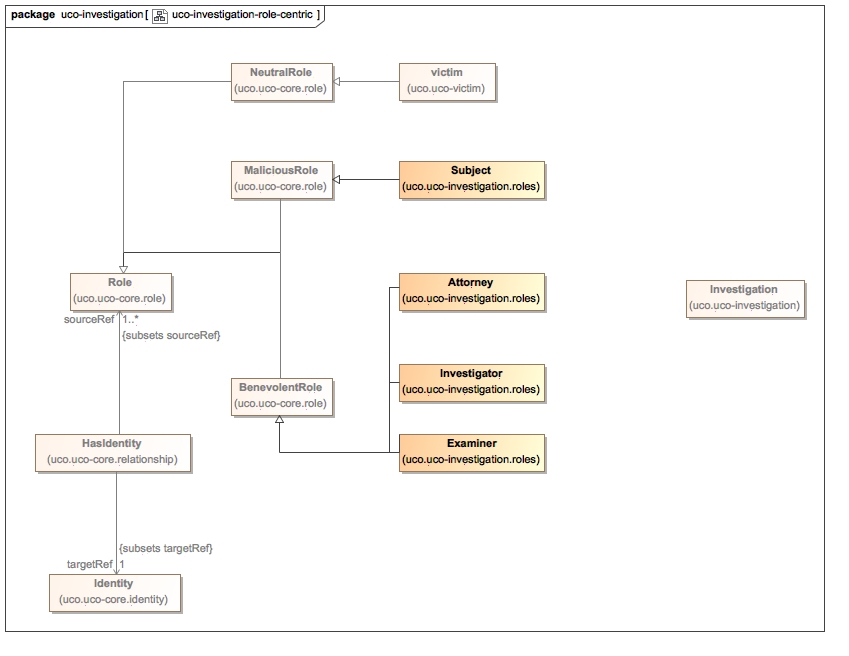 package uco-investigation [ uco-investigation-role-centric ]
NeutralRole
(uco.uco-core.role)
victim
(uco.uco-victim)
MaliciousRole
(uco.uco-core.role)
Subject
(uco.uco-investigation.roles)
Role
(uco.uco-core.role)
Attorney
(uco.uco-investigation.roles)
Investigation
(uco.uco-investigation)
sourceRef 1..*
{subsets sourceRef}
Investigator
(uco.uco-investigation.roles)
BenevolentRole
(uco.uco-core.role)
HasIdentity
(uco.uco-core.relationship)
Examiner
(uco.uco-investigation.roles)
{subsets targetRef}
targetRef 1
Identity
(uco.uco-core.identity)